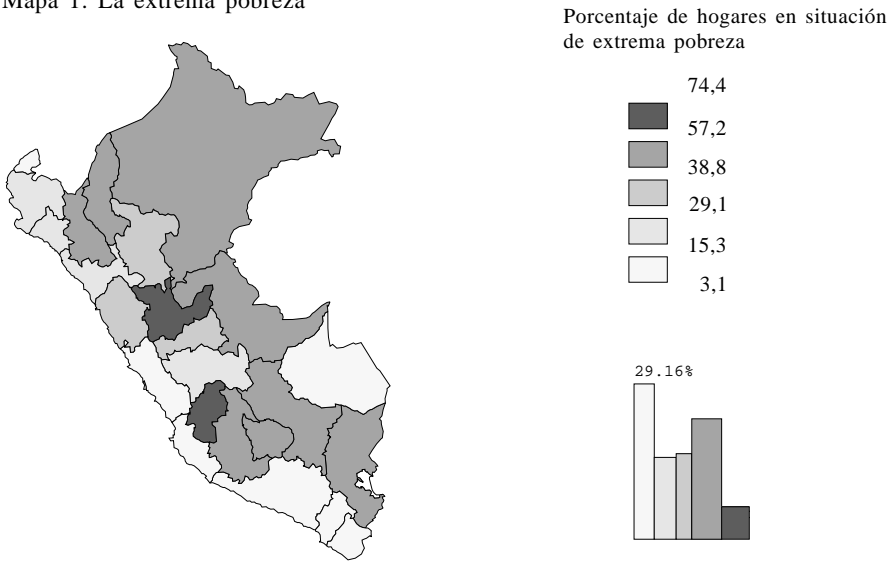 Mapa 1. La extrema pobreza
Porcentaje de hogares en situación
de extrema pobreza
74,4
57,2
38,8
29,1
15,3
3,1
29.16%